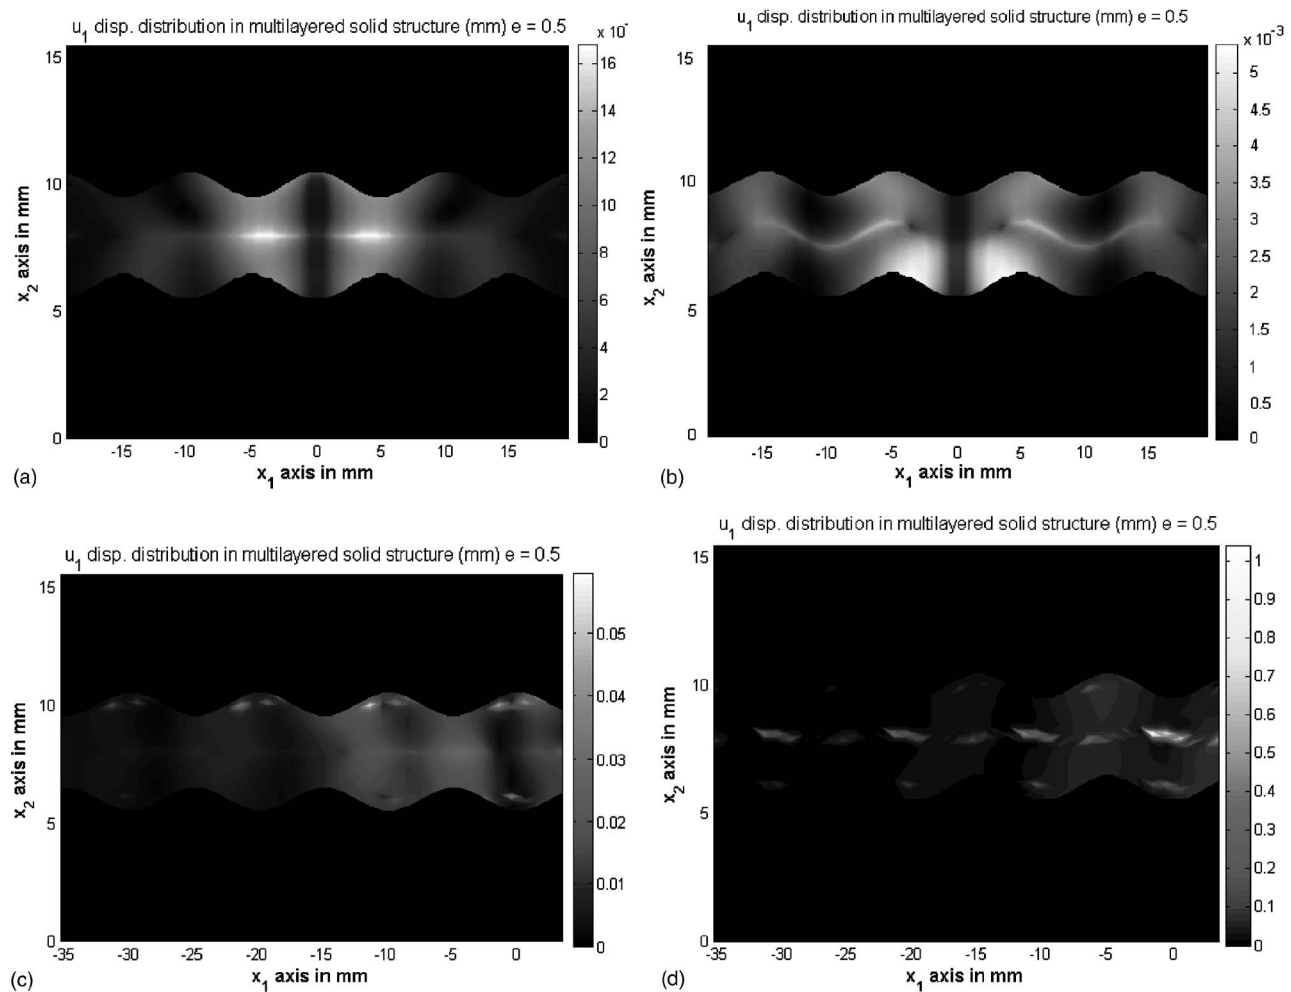 u1 disp. distribution in multilayered solid structure (mm) e = 0.5
x 10-
16
14
12
10
8
6
4
2
0
15
10
5
0
x2 axis in mm
-15 -10 -5 0 5 10 15
x1 axis in mm
(a)
u1 disp. distribution in multilayered solid structure (mm) e = 0.5
x 10-3
5
4.5
4
3.5
3
2.5
2
1.5
1
0.5
0
15
10
5
0
x2 axis in mm
-15 -10 -5 0 5 10 15
x1 axis in mm
(b)
u1 disp. distribution in multilayered solid structure (mm) e = 0.5
0.05
0.04
0.03
0.02
0.01
0
15
10
5
0
x2 axis in mm
-35 -30 -25 -20 -15 -10 -5 0
x1 axis in mm
(c)
u1 disp. distribution in multilayered solid structure (mm) e = 0.5
1
0.9
0.8
0.7
0.6
0.5
0.4
0.3
0.2
0.1
0
15
10
5
0
x2 axis in mm
-35 -30 -25 -20 -15 -10 -5 0
x1 axis in mm
(d)